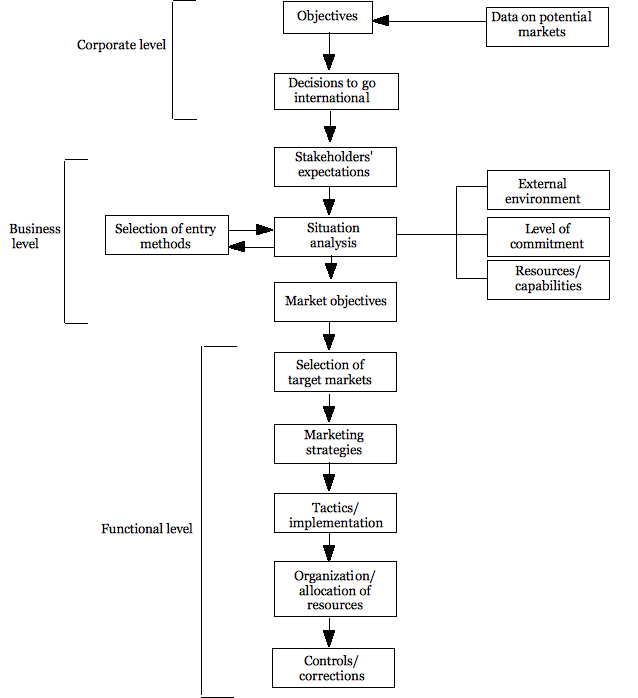 Objectives
Data on potential
markets
Corporate level
Decisions to go
international
Stakeholders'
expectations
External
environment
Business
level
Selection of entry
methods
Situation
analysis
Level of
commitment
Resources/
capabilities
Market objectives
Selection of
target markets
Marketing
strategies
Functional level
Tactics/
implementation
Organization/
allocation of
resources
Controls/
corrections